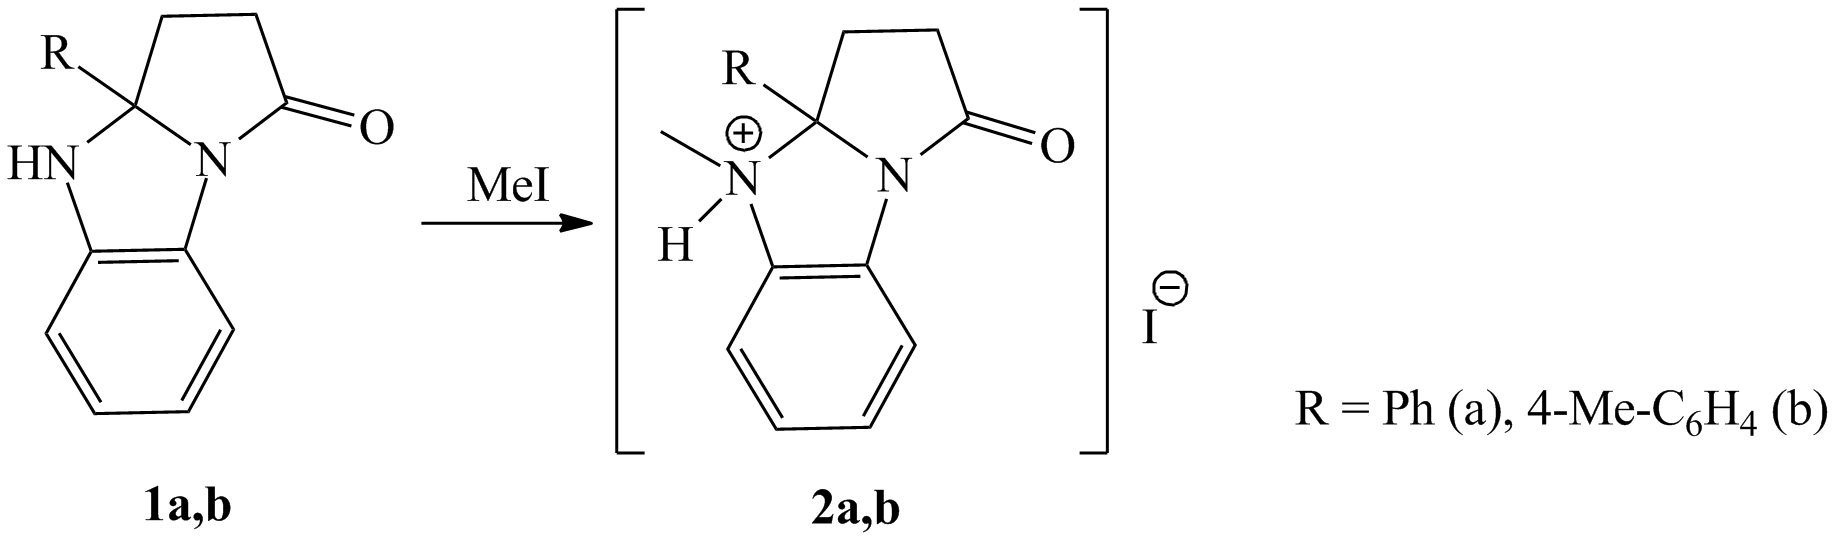 R
HN
N
O
1a,b
MeI
R
⊕
N
H
N
O
2a,b
I⊖
R = Ph (a), 4-Me-C₆H₄ (b)